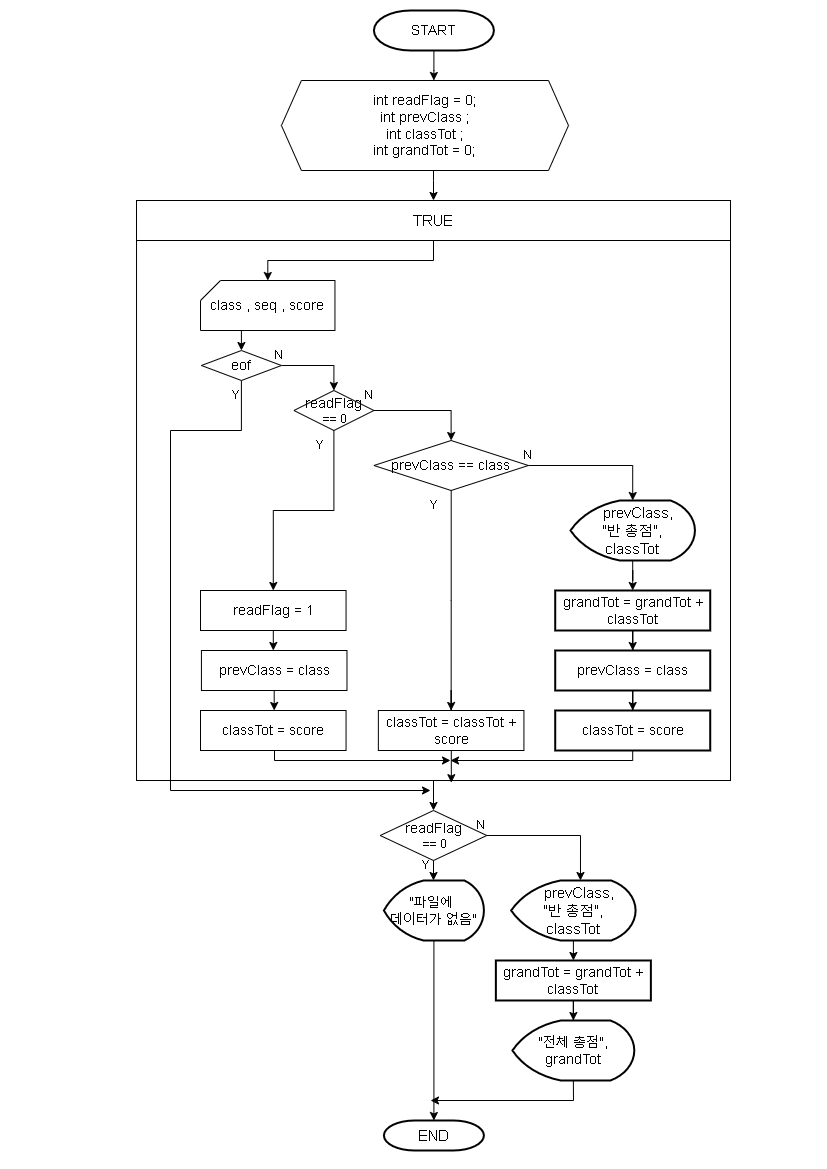 START
int readFlag = 0;
int prevClass ;
int classTot ;
int grandTot = 0;
TRUE
class , seq , score
eof
N
Y
readFlag
== 0
N
Y
prevClass == class
N
Y
prevClass,
"반 총점",
classTot
readFlag = 1
grandTot = grandTot +
classTot
prevClass = class
prevClass = class
classTot = score
classTot = classTot +
score
classTot = score
readFlag
== 0
N
Y
"파일에
데이터가 없음"
prevClass,
"반 총점",
classTot
grandTot = grandTot +
classTot
"전체 총점",
grandTot
END